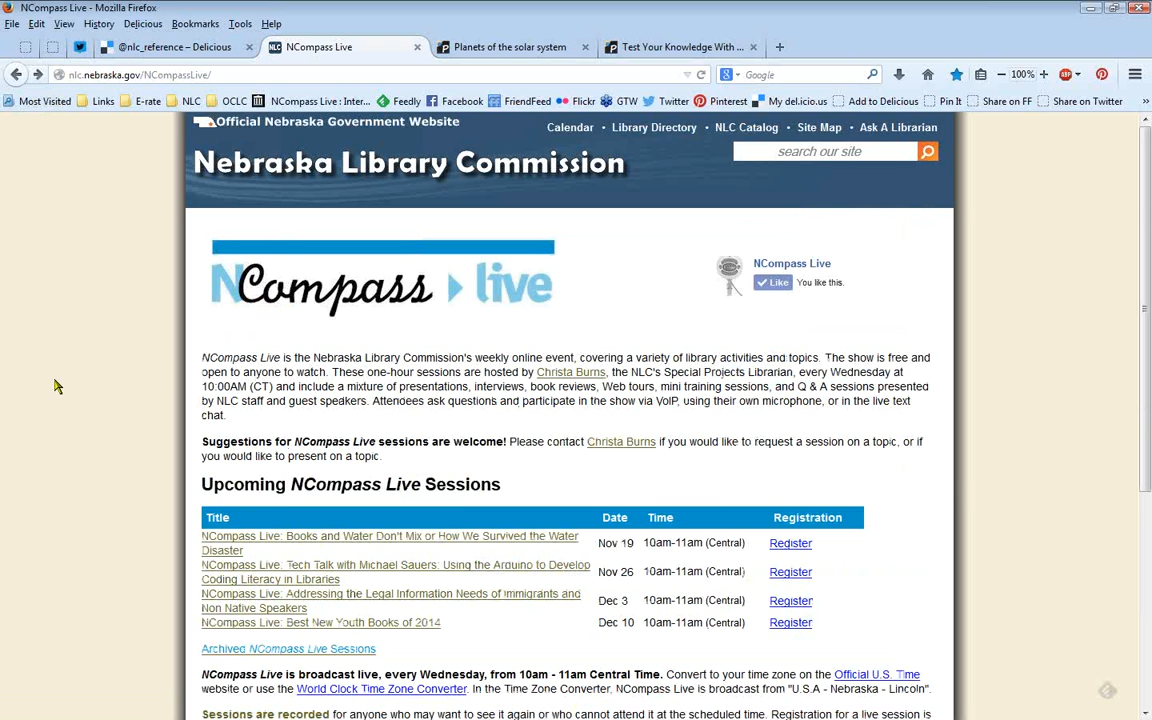 NCompass Live - Mozilla Firefox
File Edit View History Delicious Bookmarks Tools Help
@nlc_reference – Delicious × NCompass Live × Planets of the solar system × Test Your Knowledge With ... × +
nlc.nebraska.gov/NCompassLive/ Google 100%
Most Visited Links E-rate NLC OCLC NCompass Live : Inter... Feedly Facebook FriendFeed Flickr GTW Twitter Pinterest My del.icio.us Add to Delicious Pin It Share on FF Share on Twitter »
Official Nebraska Government Website
Calendar • Library Directory • NLC Catalog • Site Map • Ask A Librarian
search our site
Nebraska Library Commission
NCompass live
NCompass Live
Like You like this.
NCompass Live is the Nebraska Library Commission's weekly online event, covering a variety of library activities and topics. The show is free and
open to anyone to watch. These one-hour sessions are hosted by Christa Burns, the NLC's Special Projects Librarian, every Wednesday at
10:00AM (CT) and include a mixture of presentations, interviews, book reviews, Web tours, mini training sessions, and Q & A sessions presented
by NLC staff and guest speakers. Attendees ask questions and participate in the show via VoIP, using their own microphone, or in the live text
chat.
Suggestions for NCompass Live sessions are welcome! Please contact Christa Burns if you would like to request a session on a topic, or if
you would like to present on a topic.
Upcoming NCompass Live Sessions
Title Date Time Registration
NCompass Live: Books and Water Don't Mix or How We Survived the Water
Disaster Nov 19 10am-11am (Central) Register
NCompass Live: Tech Talk with Michael Sauers: Using the Arduino to Develop
Coding Literacy in Libraries Nov 26 10am-11am (Central) Register
NCompass Live: Addressing the Legal Information Needs of Immigrants and
Non Native Speakers Dec 3 10am-11am (Central) Register
NCompass Live: Best New Youth Books of 2014 Dec 10 10am-11am (Central) Register
Archived NCompass Live Sessions
NCompass Live is broadcast live, every Wednesday, from 10am - 11am Central Time. Convert to your time zone on the Official U.S. Time
website or use the World Clock Time Zone Converter. In the Time Zone Converter, NCompass Live is broadcast from "U.S.A - Nebraska - Lincoln".
Sessions are recorded for anyone who may want to see it again or who cannot attend it at the scheduled time. Registration for a live session is